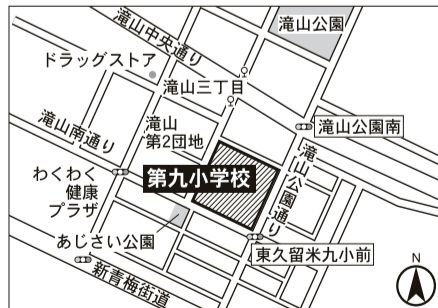 滝山公園
滝山中央通り
ドラッグストア
滝山三丁目
滝山公園南
滝山南通り
滝山
第2団地
滝山公園通り
わくわく
健康
プラザ
第九小学校
あじさい公園
東久留米九小前
新青梅街道
N